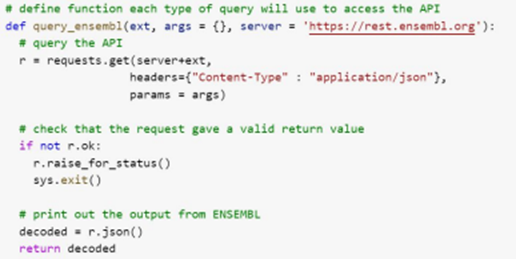 # define function each type of query will use to access the API
def query_ensembl(ext, args = {}, server = 'https://rest.ensembl.org'):
  # query the API
  r = requests.get(server+ext,
                   headers={"Content-Type" : "application/json"},
                   params = args)

  # check that the request gave a valid return value
  if not r.ok:
    r.raise_for_status()
    sys.exit()

  # print out the output from ENSEMBL
  decoded = r.json()
  return decoded